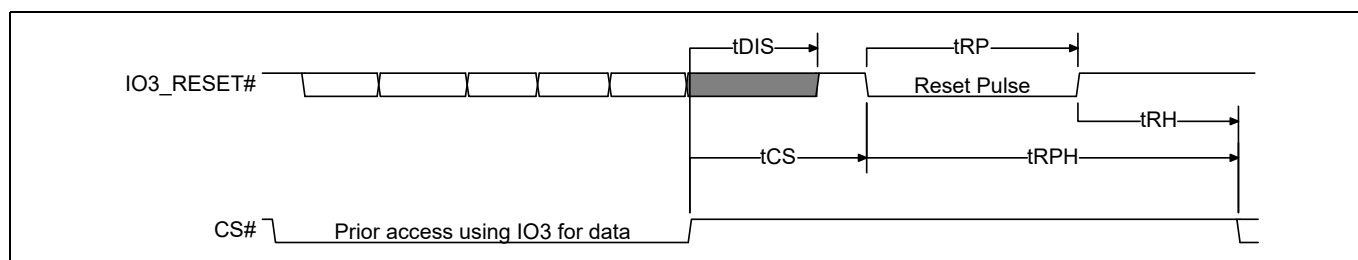 tDIS
tRP
IO3_RESET#
Reset Pulse
tRH
tCS
tRPH
CS#
Prior access using IO3 for data